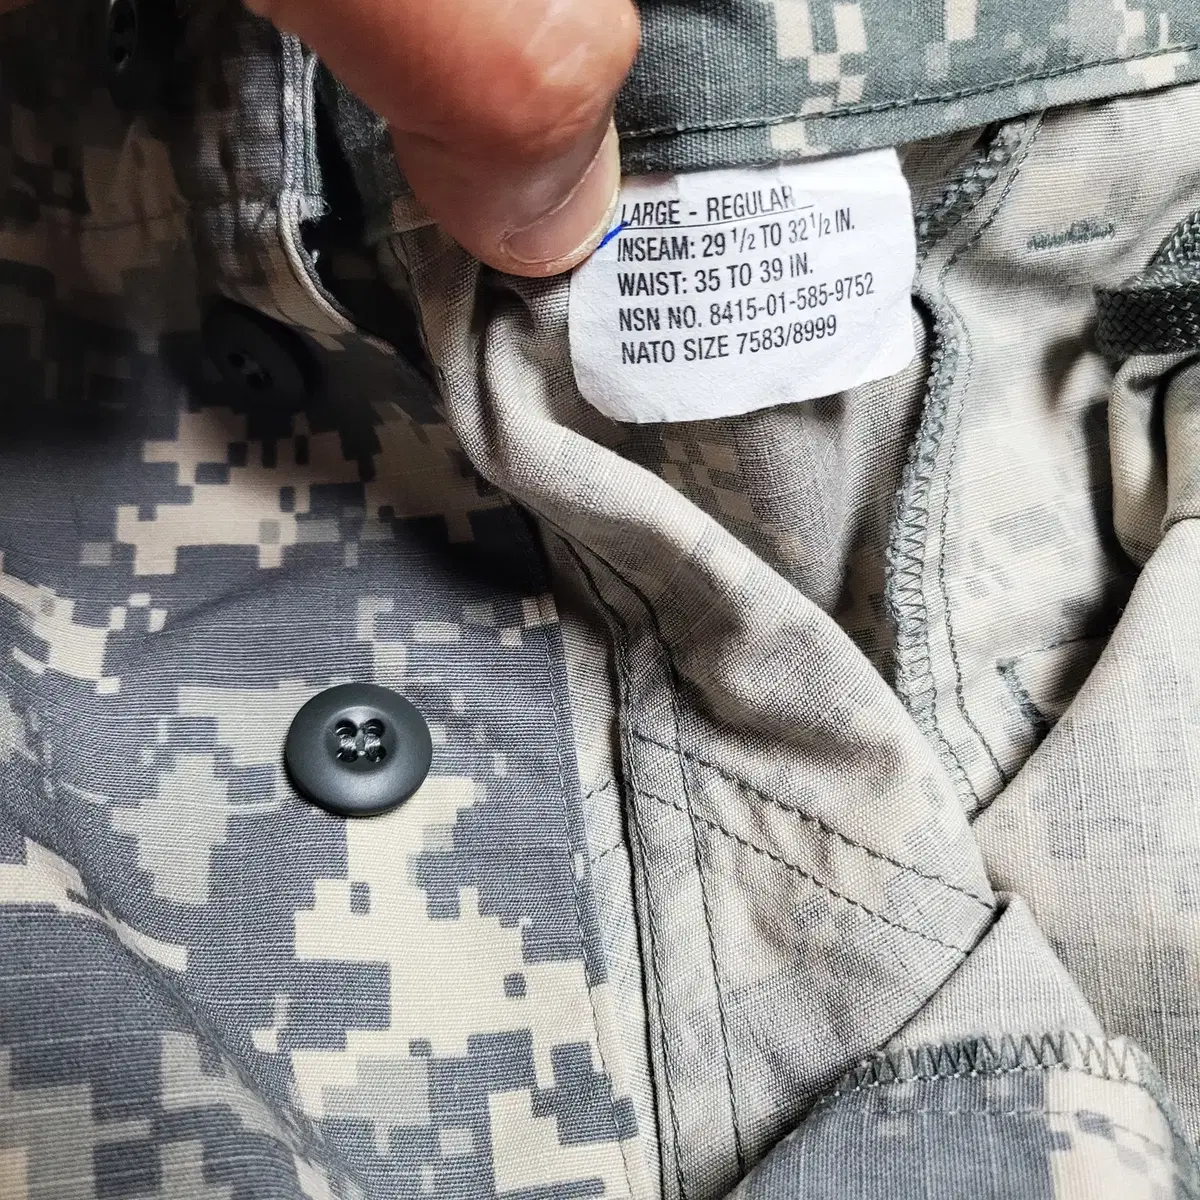 LARGE - REGULAR
INSEAM: 29 1/2 TO 32 1/2 IN.
WAIST: 35 TO 39 IN.
NSN NO. 8415-01-585-9752
NATO SIZE 7583/8999